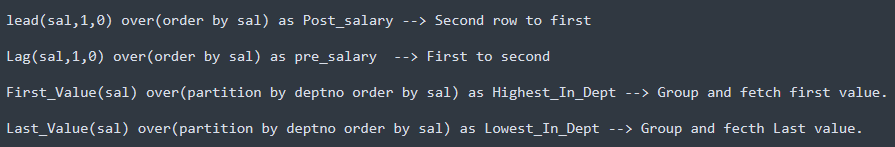 lead(sal,1,0) over(order by sal) as Post_salary --> Second row to first
Lag(sal,1,0) over(order by sal) as pre_salary  --> First to second
First_Value(sal) over(partition by deptno order by sal) as Highest_In_Dept --> Group and fetch first value.
Last_Value(sal) over(partition by deptno order by sal) as Lowest_In_Dept --> Group and fecth Last value.